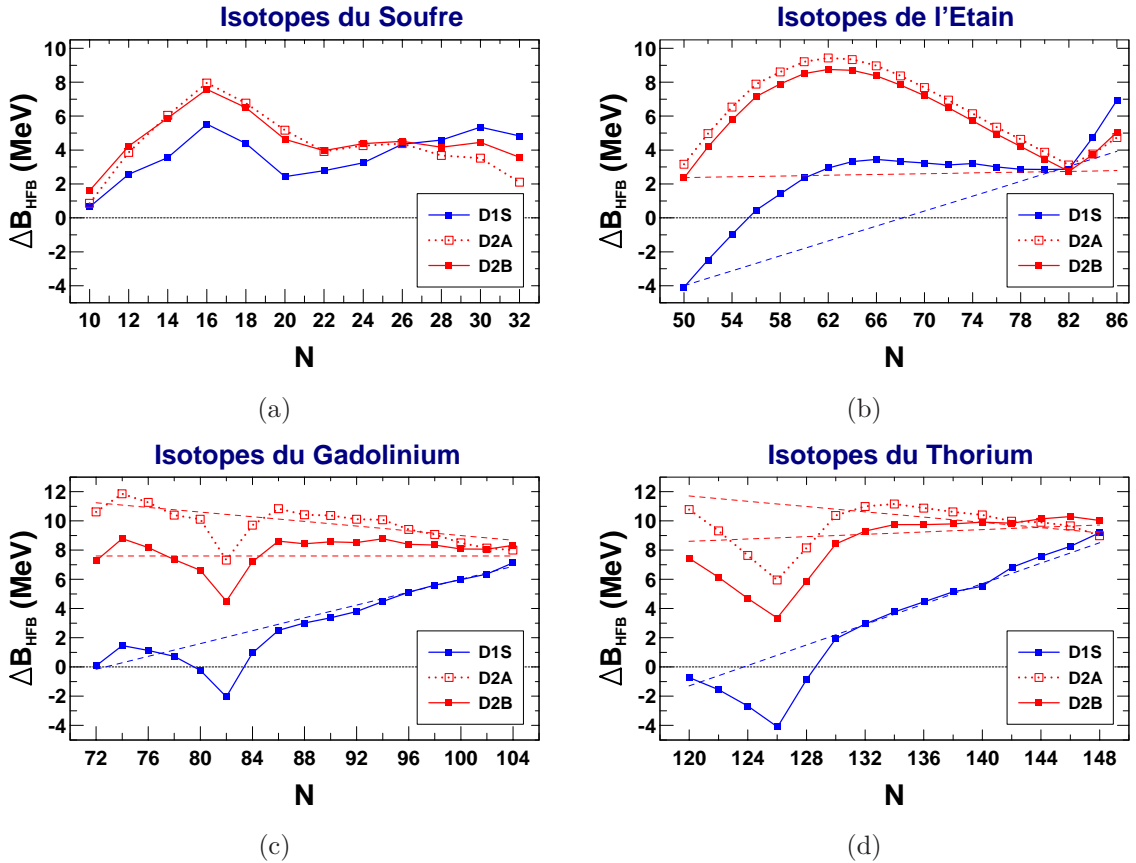 Isotopes du Soufre
ΔB_HFB (MeV)
10
8
6
4
2
0
-2
-4
D1S
D2A
D2B
10 12 14 16 18 20 22 24 26 28 30 32
N
(a)
Isotopes de l'Etain
ΔB_HFB (MeV)
10
8
6
4
2
0
-2
-4
D1S
D2A
D2B
50 54 58 62 66 70 74 78 82 86
N
(b)
Isotopes du Gadolinium
ΔB_HFB (MeV)
12
10
8
6
4
2
0
-2
-4
D1S
D2A
D2B
72 76 80 84 88 92 96 100 104
N
(c)
Isotopes du Thorium
ΔB_HFB (MeV)
12
10
8
6
4
2
0
-2
-4
D1S
D2A
D2B
120 124 128 132 136 140 144 148
N
(d)